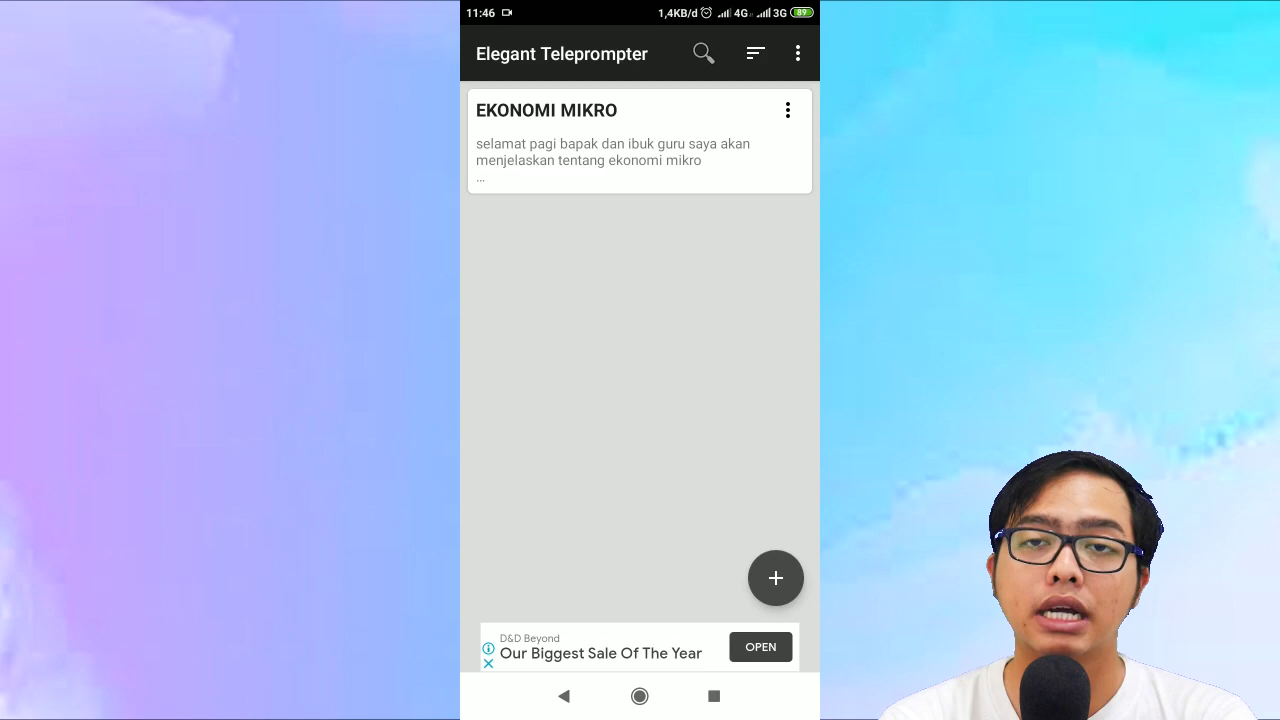 11:46 1,4KB/d 4G 3G 89
Elegant Teleprompter
EKONOMI MIKRO
selamat pagi bapak dan ibuk guru saya akan
menjelaskan tentang ekonomi mikro
...
D&D Beyond
Our Biggest Sale Of The Year
OPEN